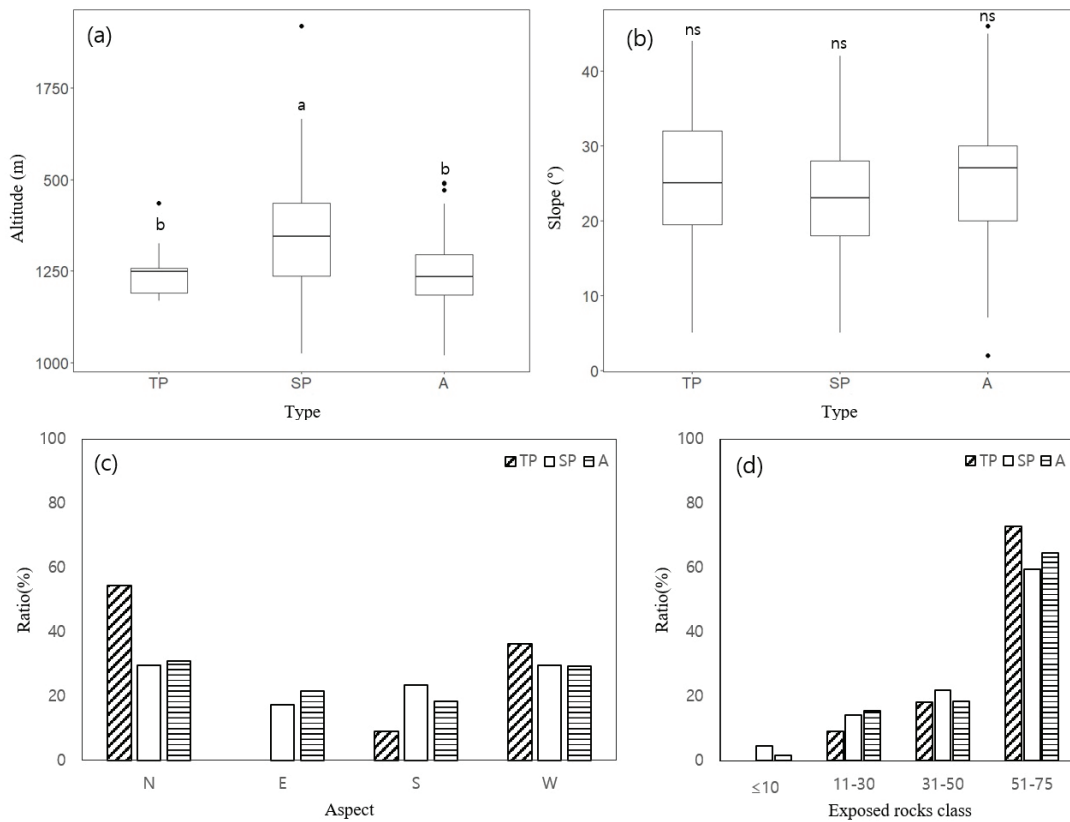 (a)
Altitude (m)
1750
500
1250
1000
b
a
b
TP SP A
Type
(b)
Slope (°)
40
30
20
10
0
ns
ns
ns
TP SP A
Type
(c)
TP SP A
Ratio(%)
100
80
60
40
20
0
N E S W
Aspect
(d)
TP SP A
Ratio(%)
100
80
60
40
20
0
≤10 11-30 31-50 51-75
Exposed rocks class